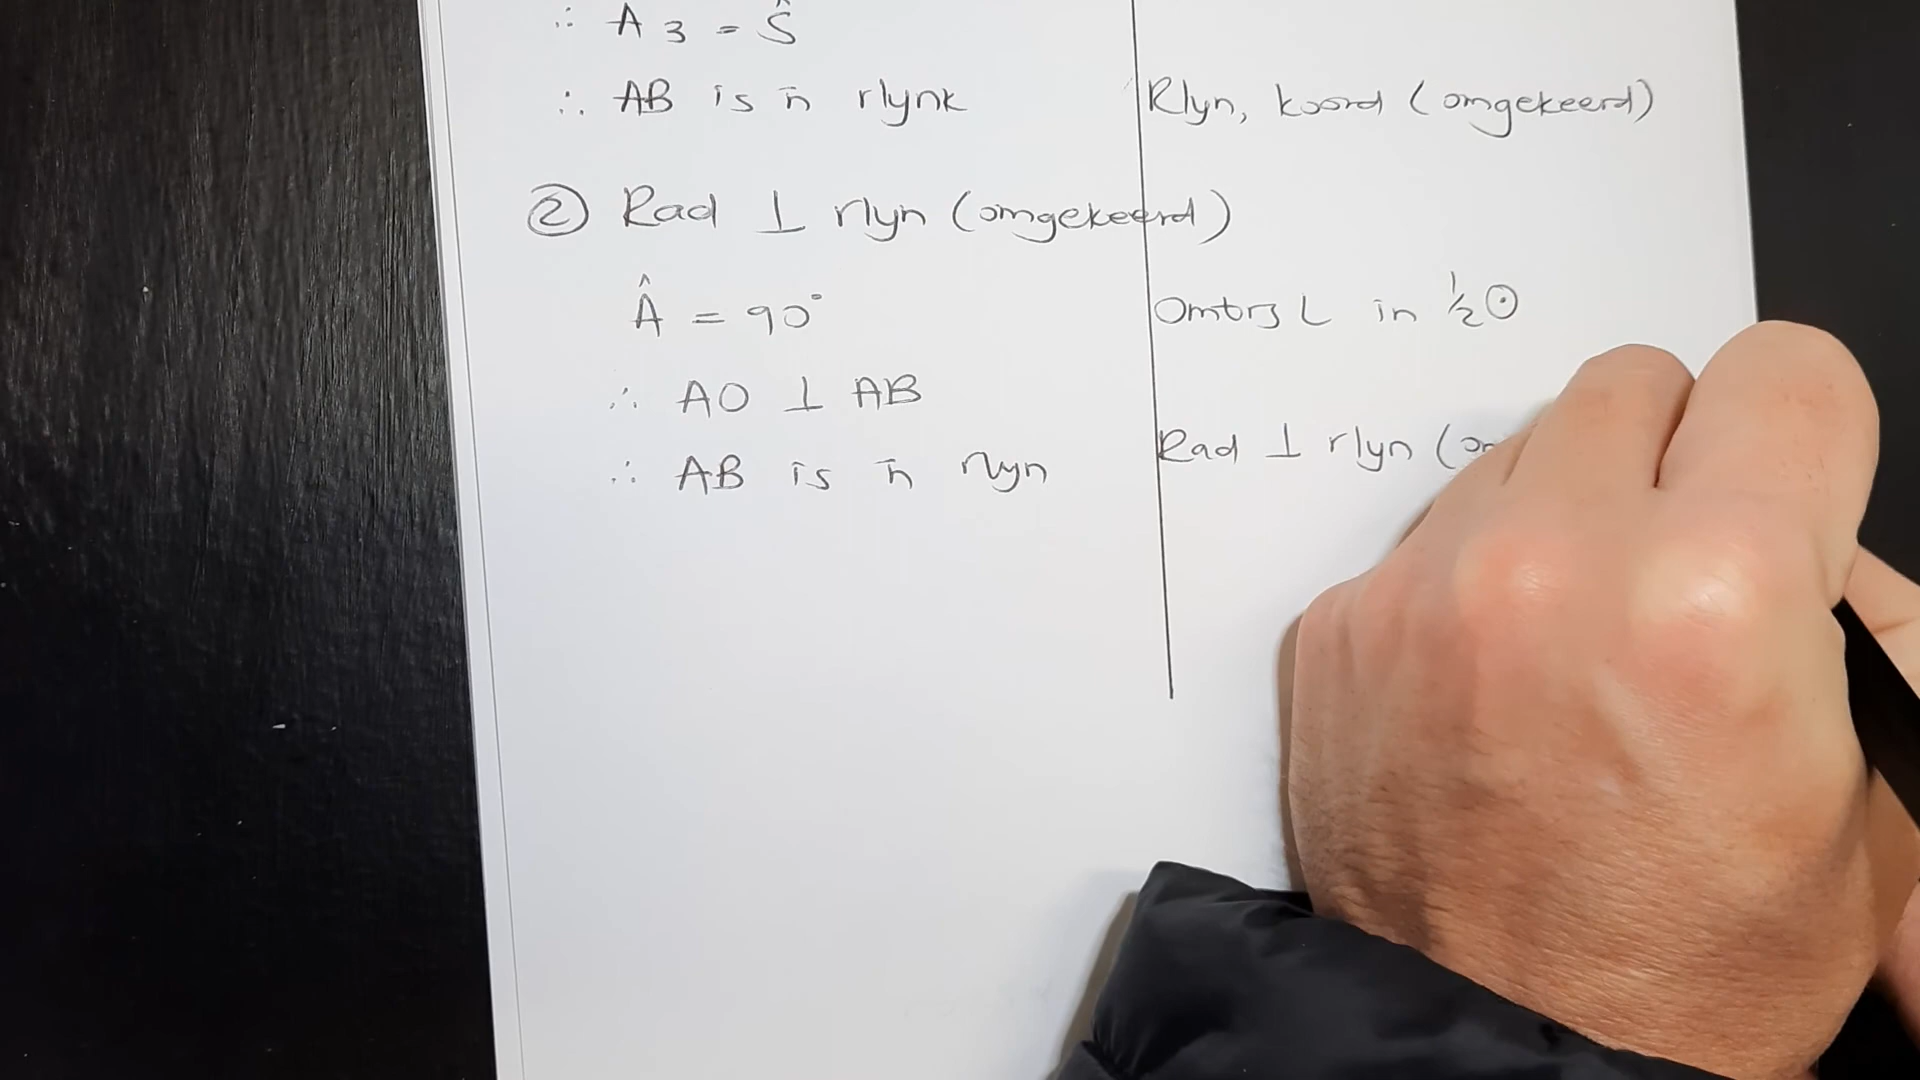 ∴ A3 = Ŝ
∴ AB is 'n rlynk Rlyn, koord (omgekeerd)
② Rad ⊥ rlyn (omgekeerd)
Â = 90° Omtrs ∠ in ½⊙
∴ AO ⊥ AB
∴ AB is 'n rlyn Rad ⊥ rlyn (